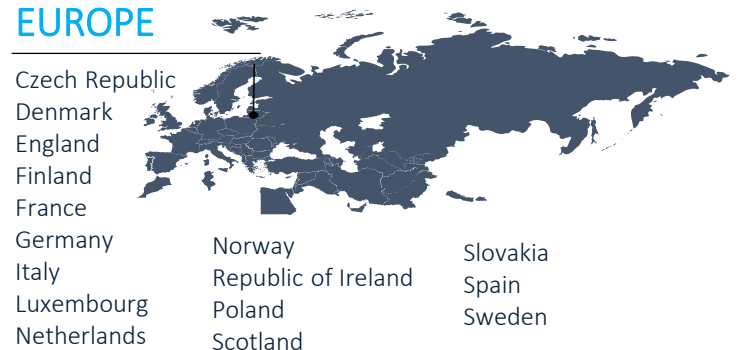 EUROPE
Czech Republic
Denmark
England
Finland
France
Germany
Italy
Luxembourg
Netherlands
Norway
Republic of Ireland
Poland
Scotland
Slovakia
Spain
Sweden